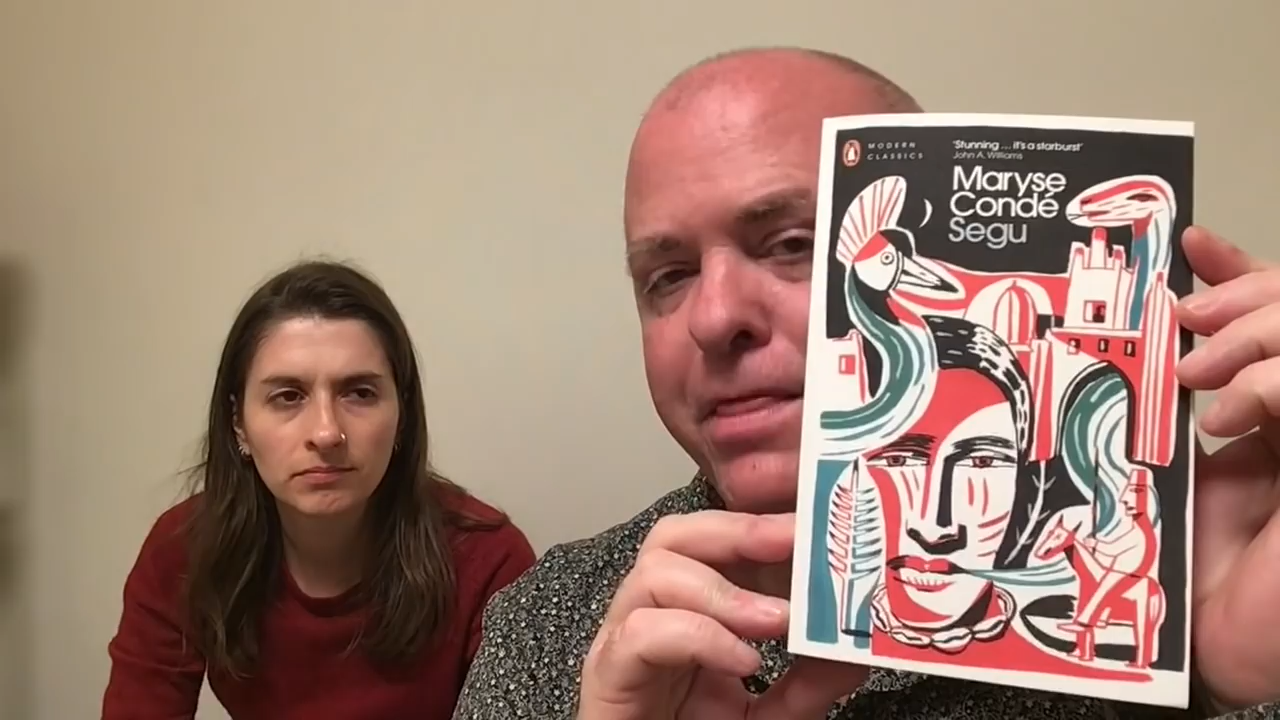 MODERN
CLASSICS
'Stunning ... it's a starburst'
John A. Williams
Maryse
Condé
Segu